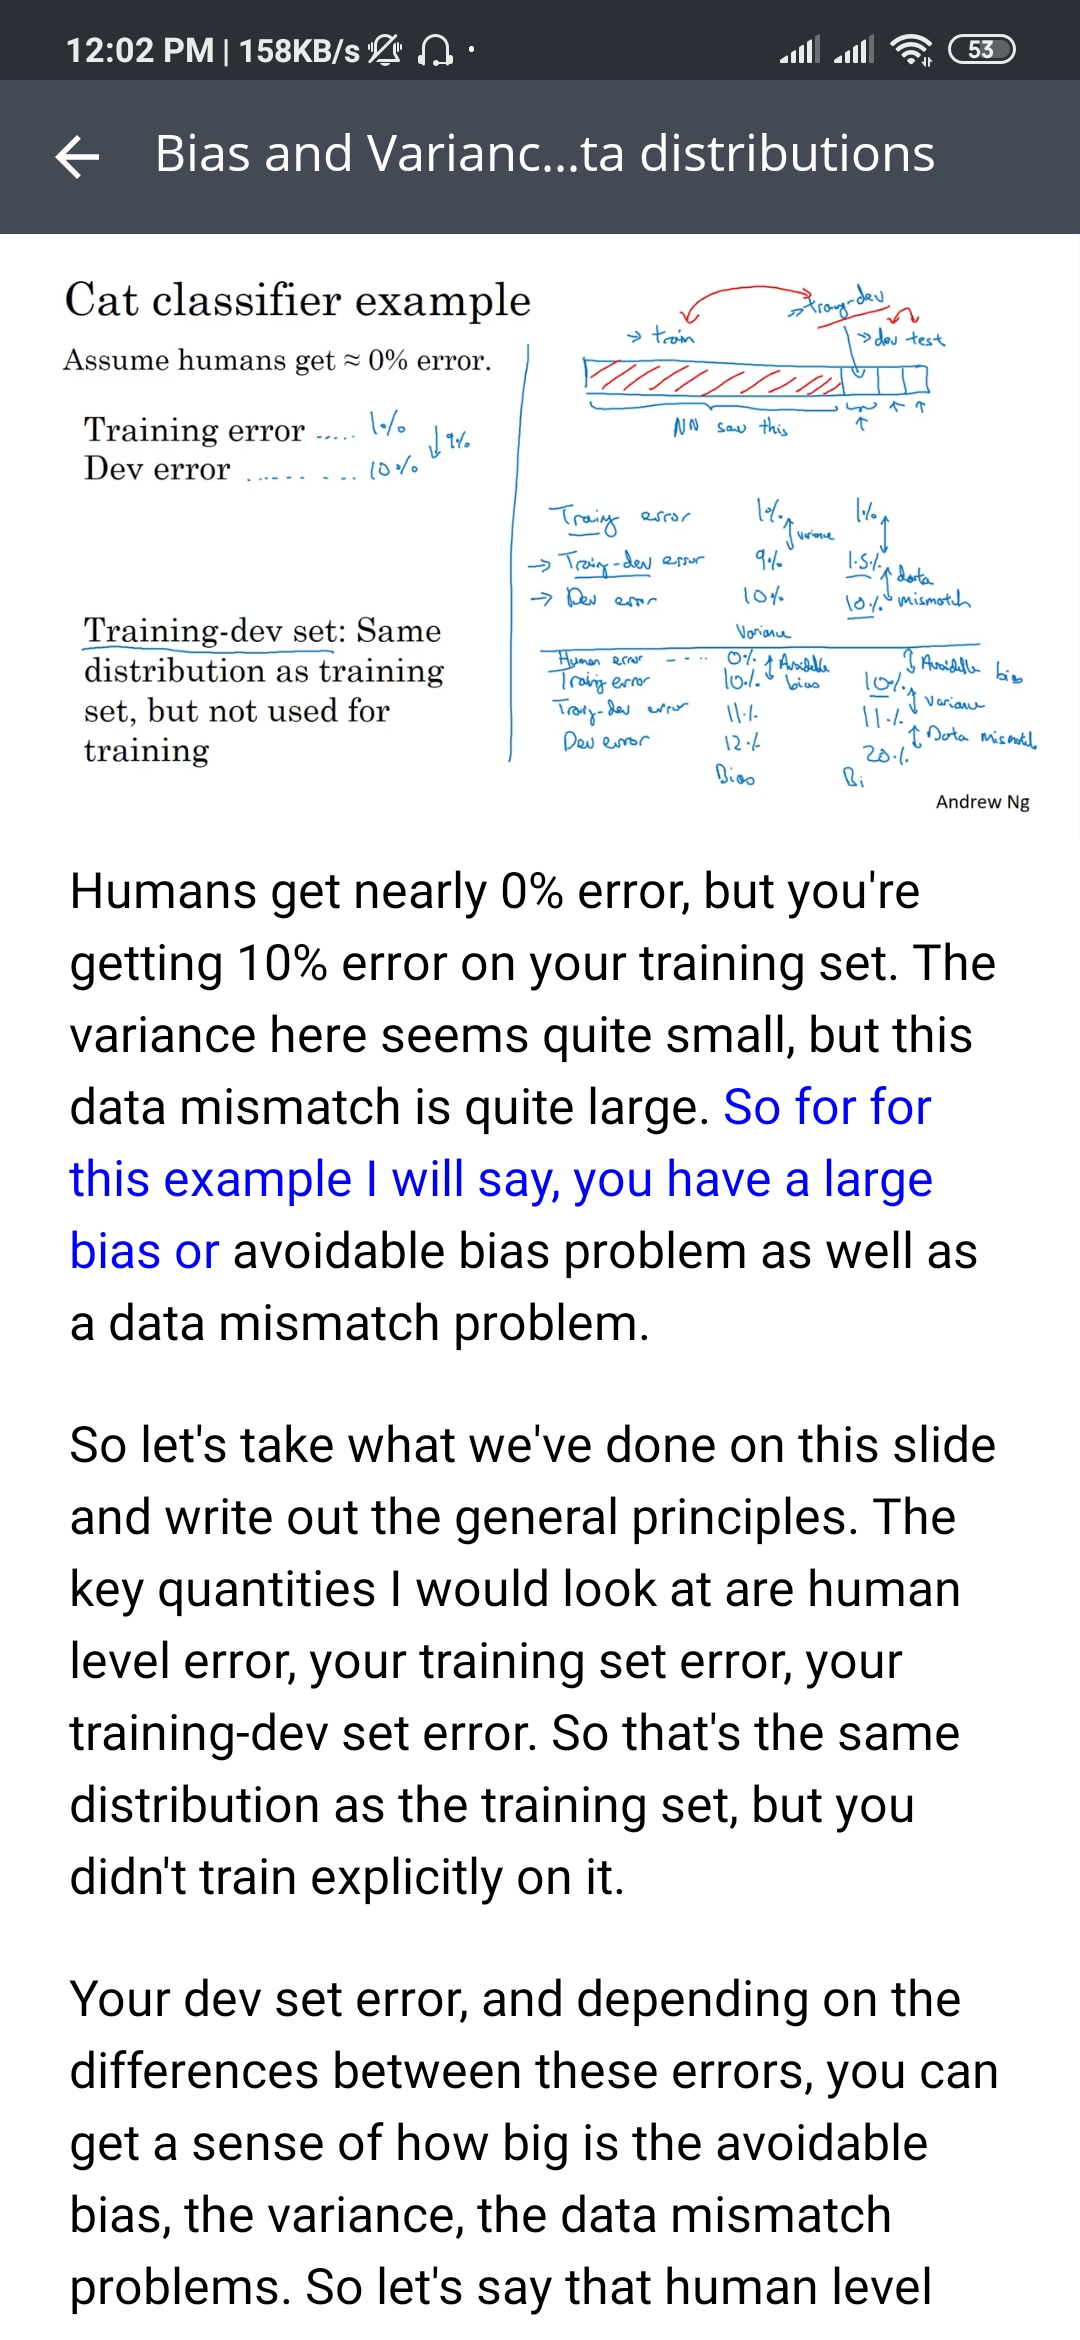 12:02 PM | 158KB/s
53
Bias and Varianc...ta distributions
Cat classifier example
Assume humans get ≈ 0% error.
Training error ..... 1%
Dev error ........ 10%
↓ 9%
Training-dev set: Same
distribution as training
set, but not used for
training
→ train
dev test
NN saw this
error 1% 1%
variance
→ error 9% 1.5%
data
→ Dev error 10% 10% mismatch
Variance
Human error ---- 0% Avoidable bias
error 10% bias 10%
variance
error 11% 11%
Data
Dev error 12% 20%
Bias Bi
Andrew Ng
Humans get nearly 0% error, but you're
getting 10% error on your training set. The
variance here seems quite small, but this
data mismatch is quite large. So for for
this example I will say, you have a large
bias or avoidable bias problem as well as
a data mismatch problem.
So let's take what we've done on this slide
and write out the general principles. The
key quantities I would look at are human
level error, your training set error, your
training-dev set error. So that's the same
distribution as the training set, but you
didn't train explicitly on it.
Your dev set error, and depending on the
differences between these errors, you can
get a sense of how big is the avoidable
bias, the variance, the data mismatch
problems. So let's say that human level